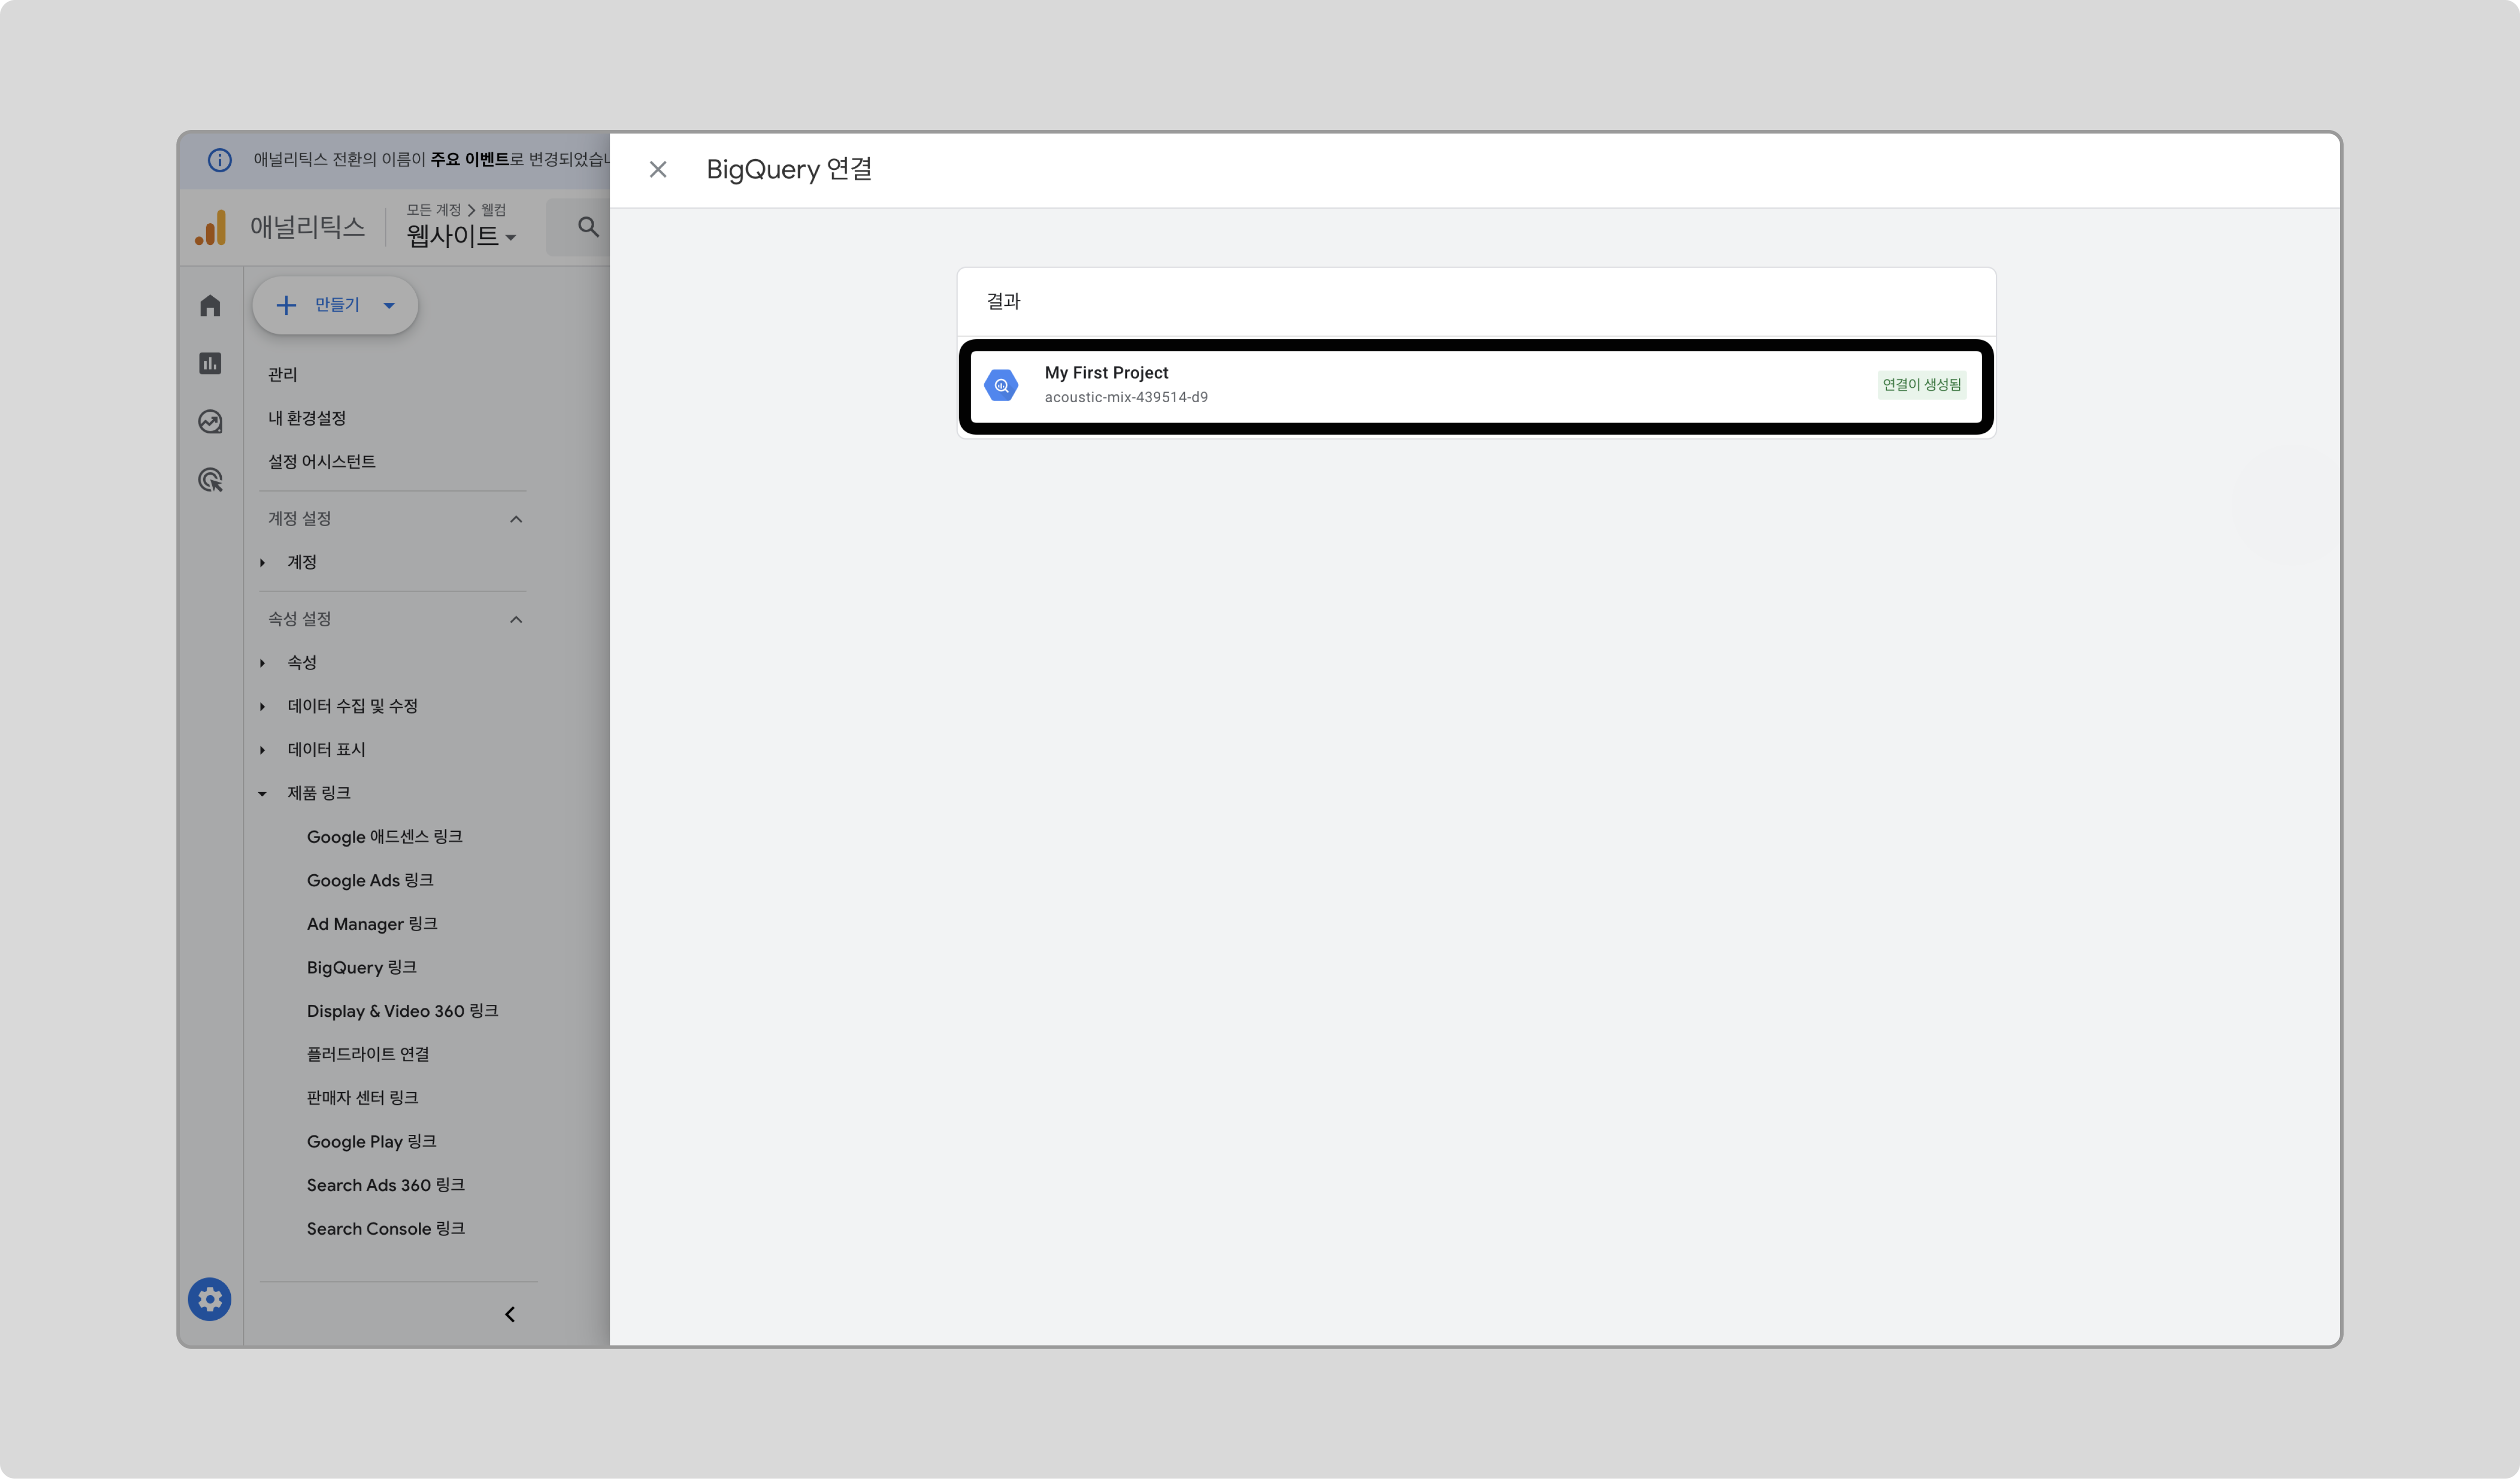 애널리틱스 전환의 이름이 주요 이벤트로 변경되었습
애널리틱스
모든 계정 > 웰컴
웹사이트
만들기
관리
내 환경설정
설정 어시스턴트
계정 설정
계정
속성 설정
속성
데이터 수집 및 수정
데이터 표시
제품 링크
Google 애드센스 링크
Google Ads 링크
Ad Manager 링크
BigQuery 링크
Display & Video 360 링크
플러드라이트 연결
판매자 센터 링크
Google Play 링크
Search Ads 360 링크
Search Console 링크
BigQuery 연결
결과
My First Project
acoustic-mix-439514-d9
연결이 생성됨